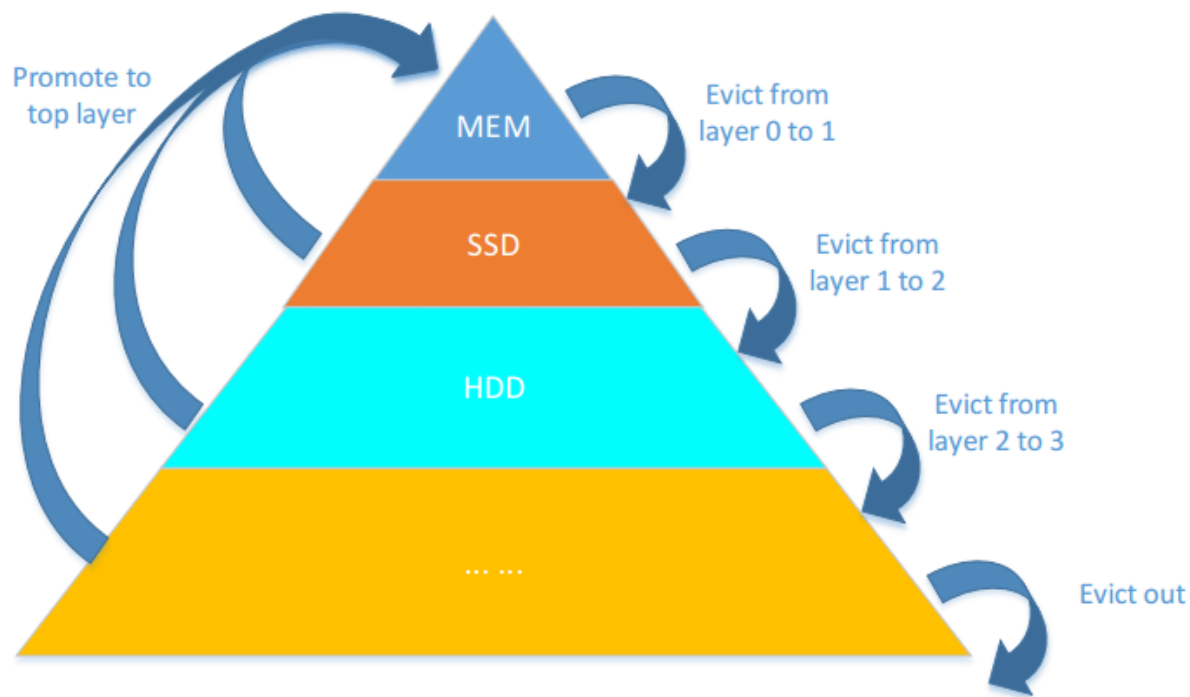 Promote to
top layer
MEM
Evict from
layer 0 to 1
SSD
Evict from
layer 1 to 2
HDD
Evict from
layer 2 to 3
... ...
Evict out